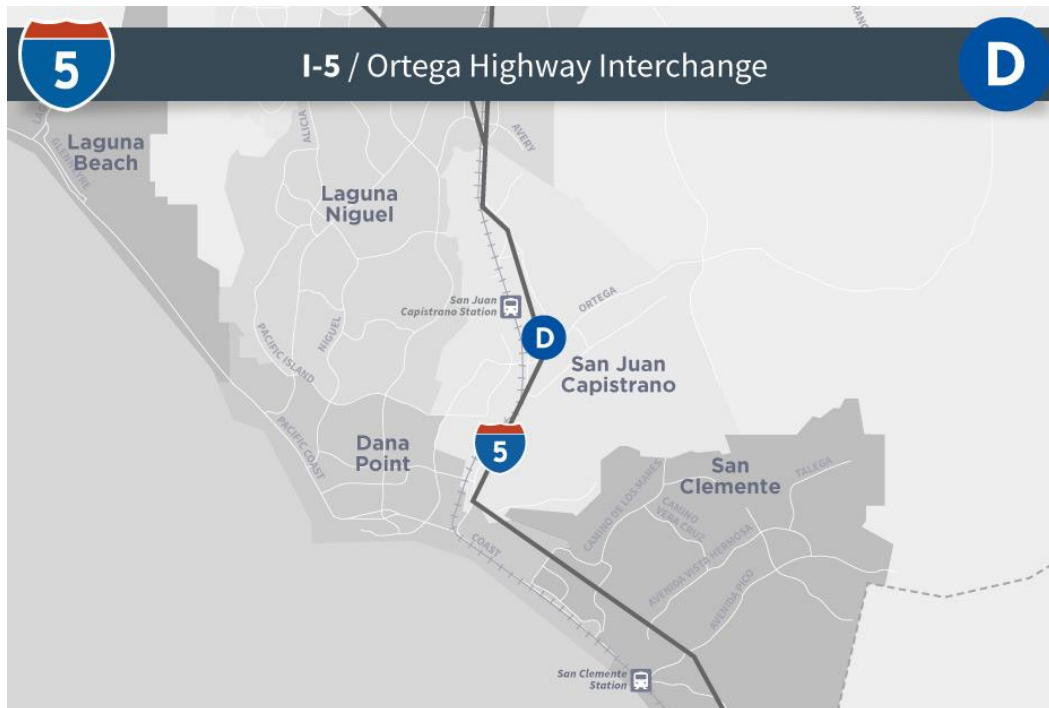 5
I-5 / Ortega Highway Interchange
D
Laguna
Beach
GLENNEYRE
ALICIA
AVERY
Laguna
Niguel
San Juan
Capistrano Station
ORTEGA
D
San Juan
Capistrano
PACIFIC ISLAND
NIGUEL
PACIFIC COAST
Dana
Point
5
San
Clemente
TALEGA
CAMINO DE LOS MARES
CAMINO
VERA CRUZ
COAST
AVENIDA VISTA HERMOSA
AVENIDA PICO
San Clemente
Station